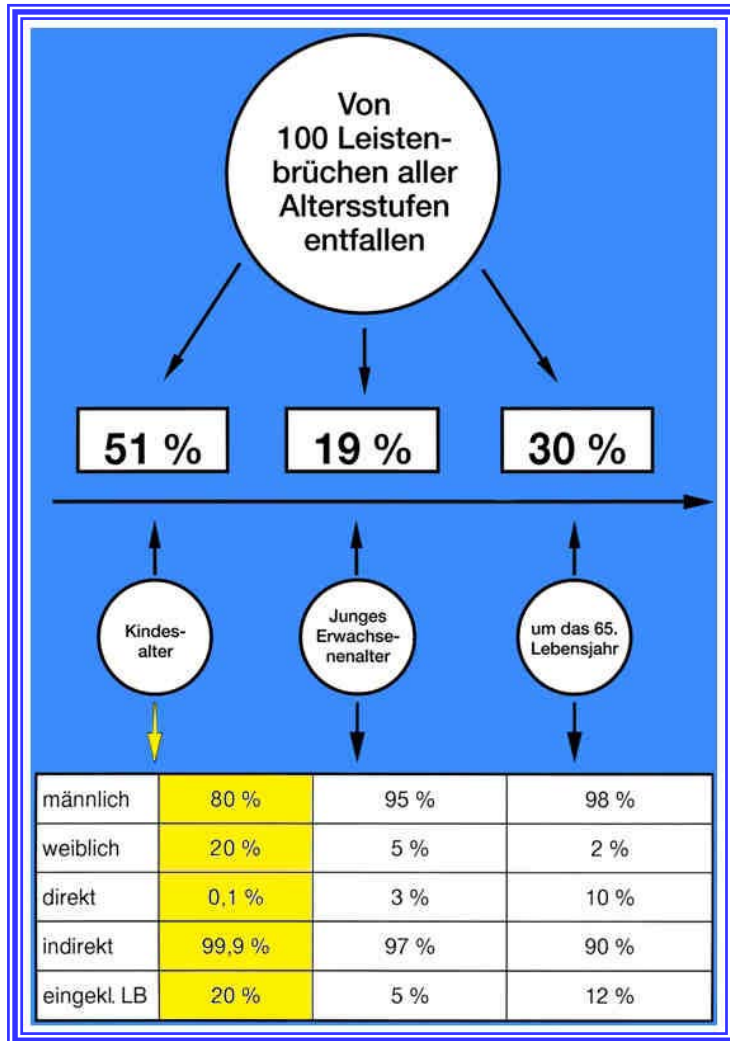 Von
100 Leisten-
brüchen aller
Altersstufen
entfallen
51 % 19 % 30 %
Kindes-
alter
Junges
Erwachse-
nenalter
um das 65.
Lebensjahr
männlich 80 % 95 % 98 %
weiblich 20 % 5 % 2 %
direkt 0,1 % 3 % 10 %
indirekt 99,9 % 97 % 90 %
eingekl. LB 20 % 5 % 12 %